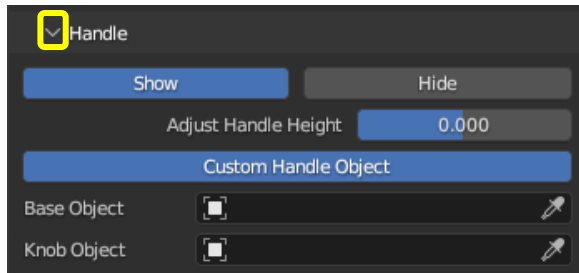 Handle
Show Hide
Adjust Handle Height 0.000
Custom Handle Object
Base Object
Knob Object